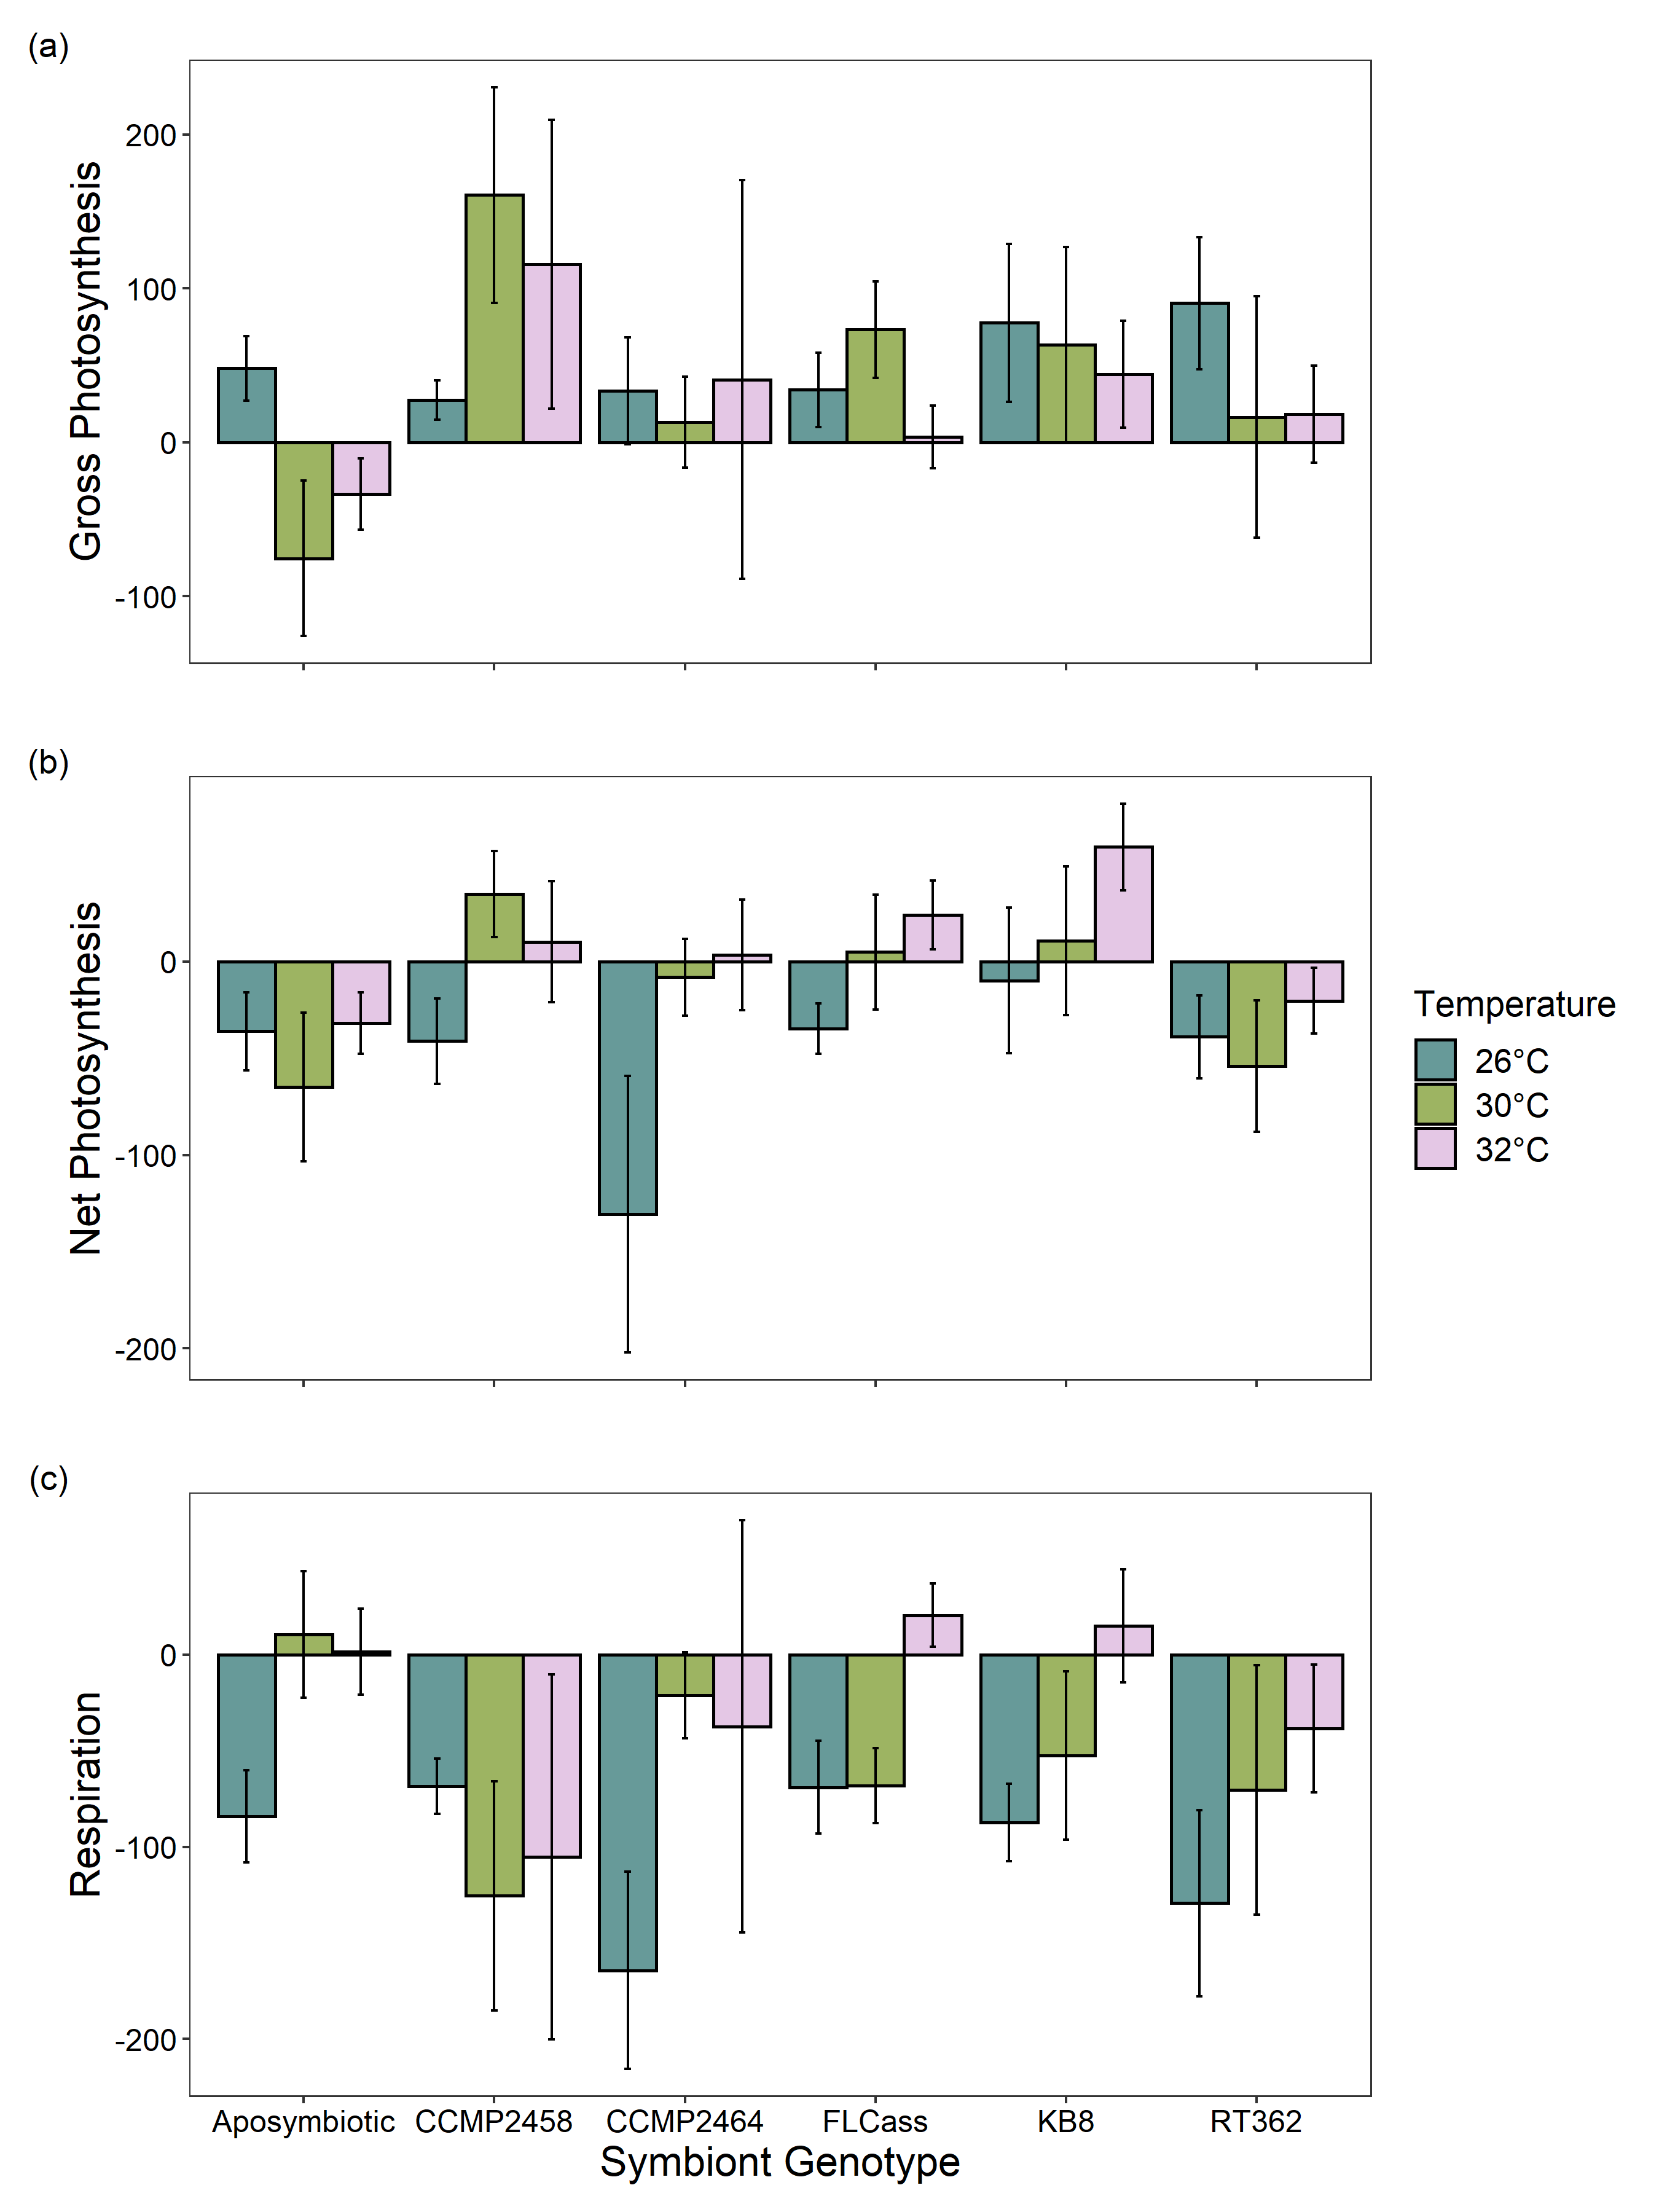 (a)
Gross Photosynthesis
200
100
0
-100
(b)
Net Photosynthesis
0
-100
-200
Temperature
26°C
30°C
32°C
(c)
Respiration
0
-100
-200
Aposymbiotic CCMP2458 CCMP2464 FLCass KB8 RT362
Symbiont Genotype